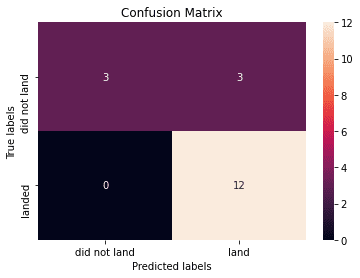 Confusion Matrix
True labels
did not land
landed
3
3
0
12
did not land
land
Predicted labels
12
10
8
6
4
2
0